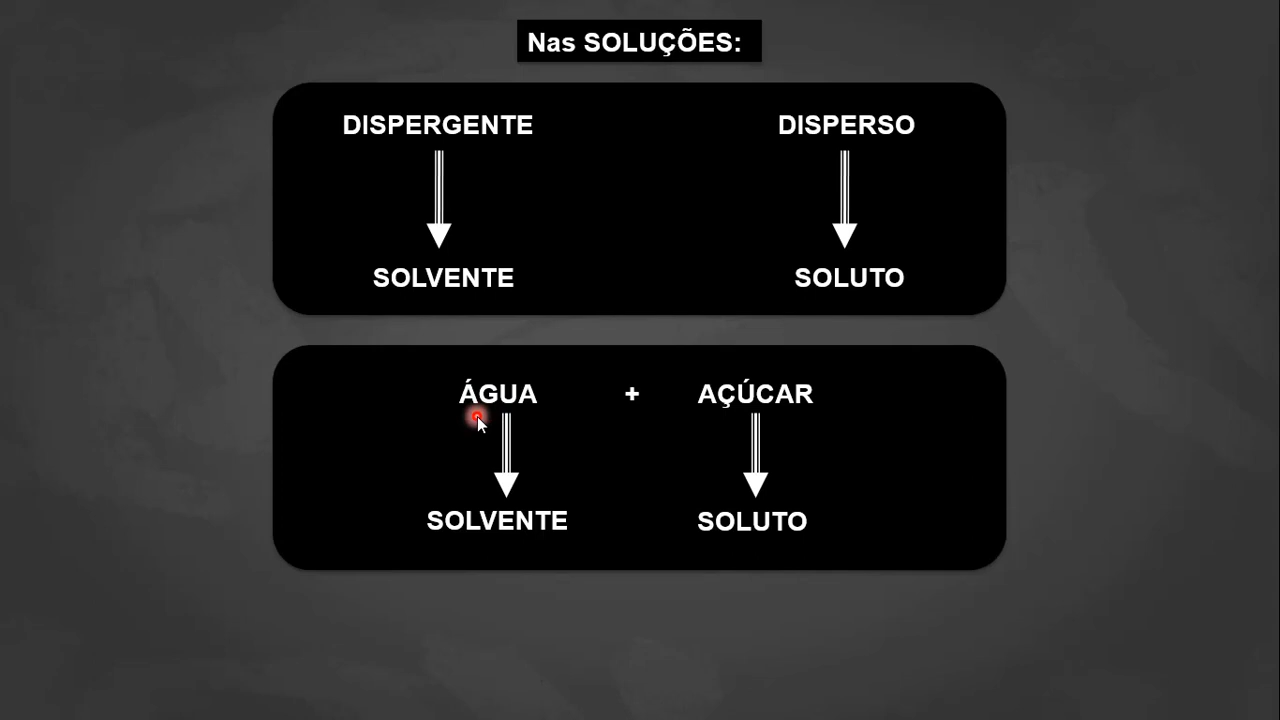 Nas SOLUÇÕES:
DISPERGENTE DISPERSO
SOLVENTE SOLUTO
ÁGUA + AÇÚCAR
SOLVENTE SOLUTO